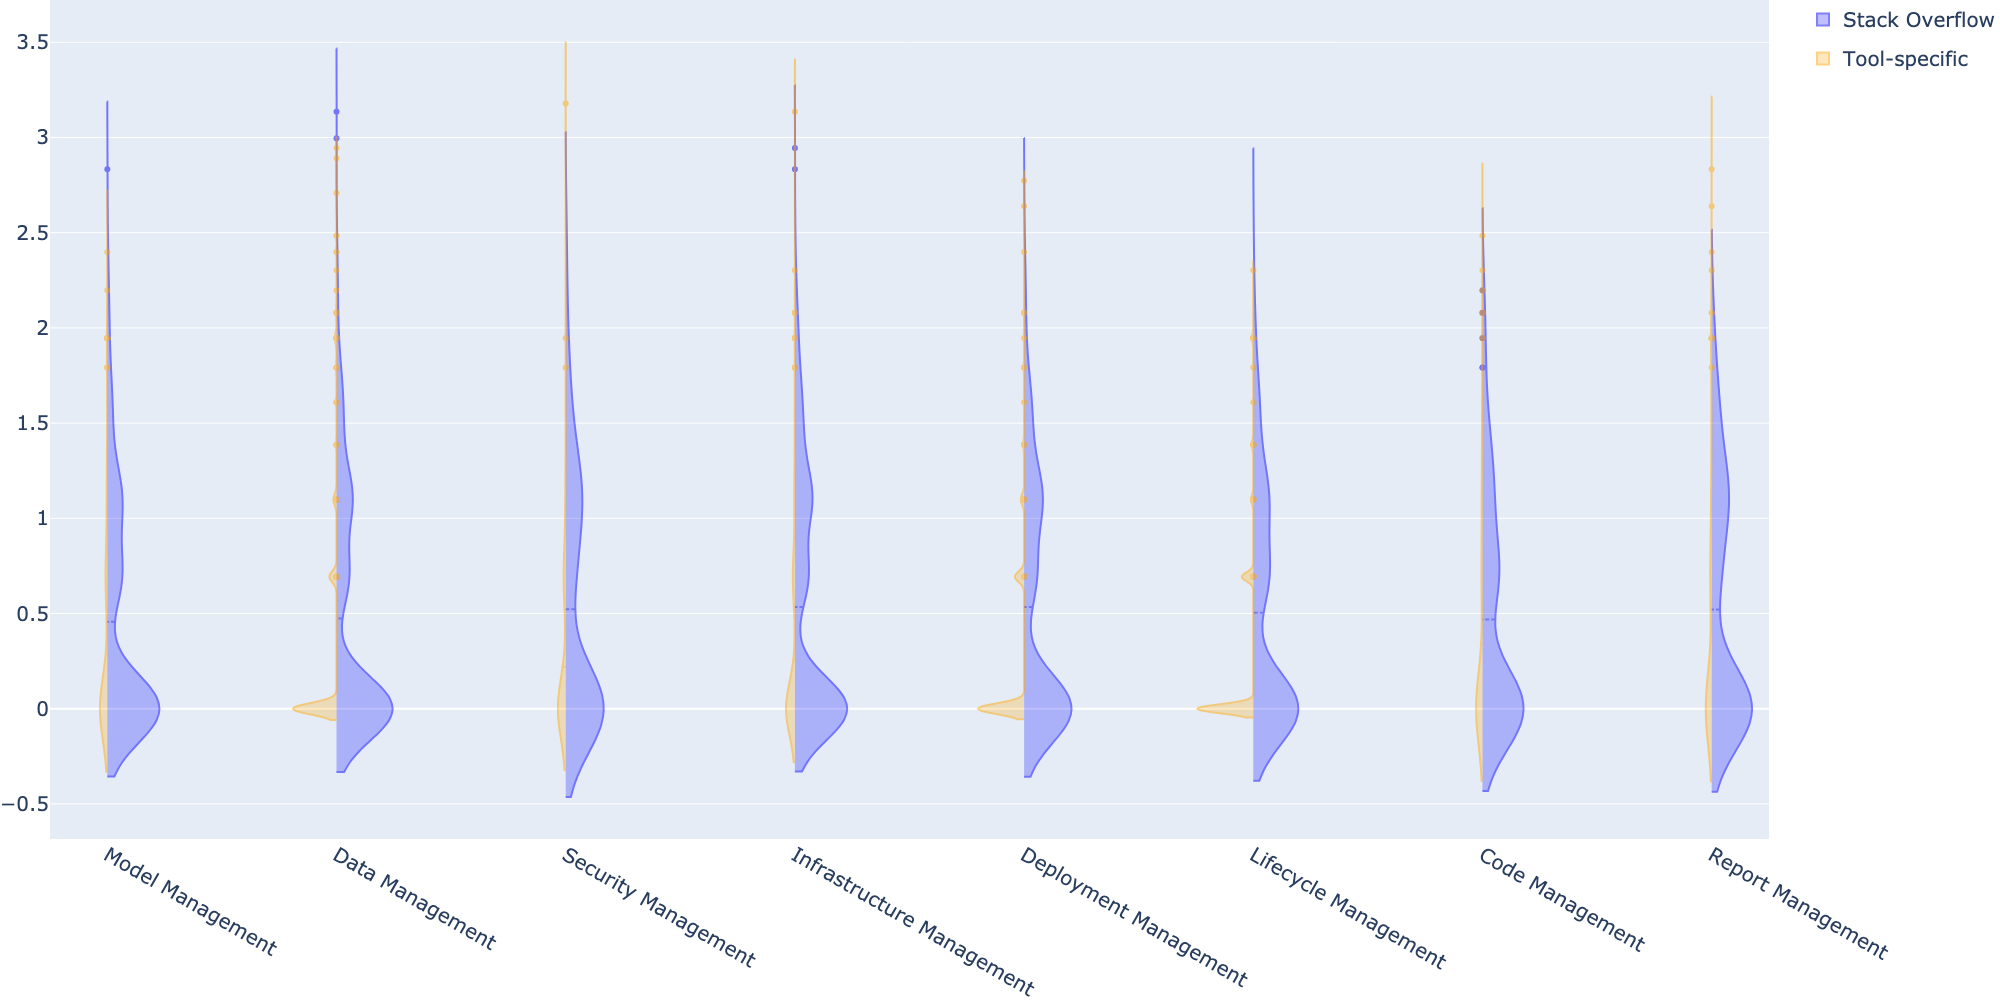 Stack Overflow
Tool-specific
3.5
3
2.5
2
1.5
1
0.5
0
−0.5
Model Management
Data Management
Security Management
Infrastructure Management
Deployment Management
Lifecycle Management
Code Management
Report Management